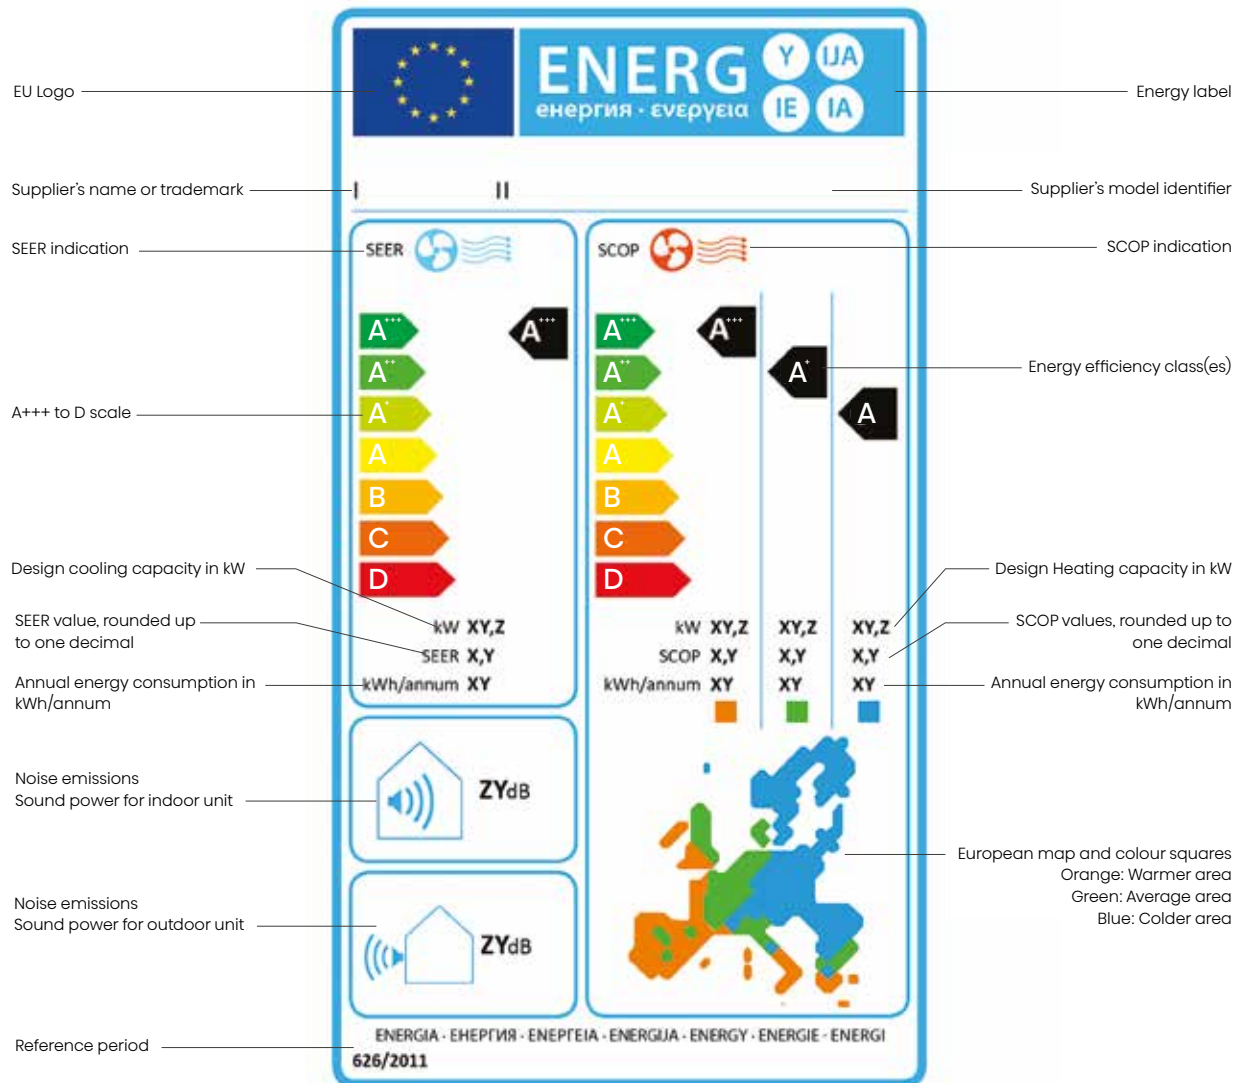 EU Logo
ENERG
енергия · ενεργεια
Y IJA
IE IA
Energy label
Supplier's name or trademark
I II
Supplier's model identifier
SEER indication
SEER
SCOP
SCOP indication
A+++
A++
A+
A
B
C
D
A+++
A+++
A++
A+
A
B
C
D
A+++
A+
A
Energy efficiency class(es)
A+++ to D scale
Design cooling capacity in kW
SEER value, rounded up
to one decimal
Annual energy consumption in
kWh/annum
kW XY,Z
SEER X,Y
kWh/annum XY
kW XY,Z XY,Z XY,Z
SCOP X,Y X,Y X,Y
kWh/annum XY XY XY
Design Heating capacity in kW
SCOP values, rounded up to
one decimal
Annual energy consumption in
kWh/annum
Noise emissions
Sound power for indoor unit
ZYdB
Noise emissions
Sound power for outdoor unit
ZYdB
European map and colour squares
Orange: Warmer area
Green: Average area
Blue: Colder area
Reference period
ENERGIA · ЕНЕРГИЯ · ΕΝΕΡΓΕΙΑ · ENERGIJA · ENERGY · ENERGIE · ENERGI
626/2011